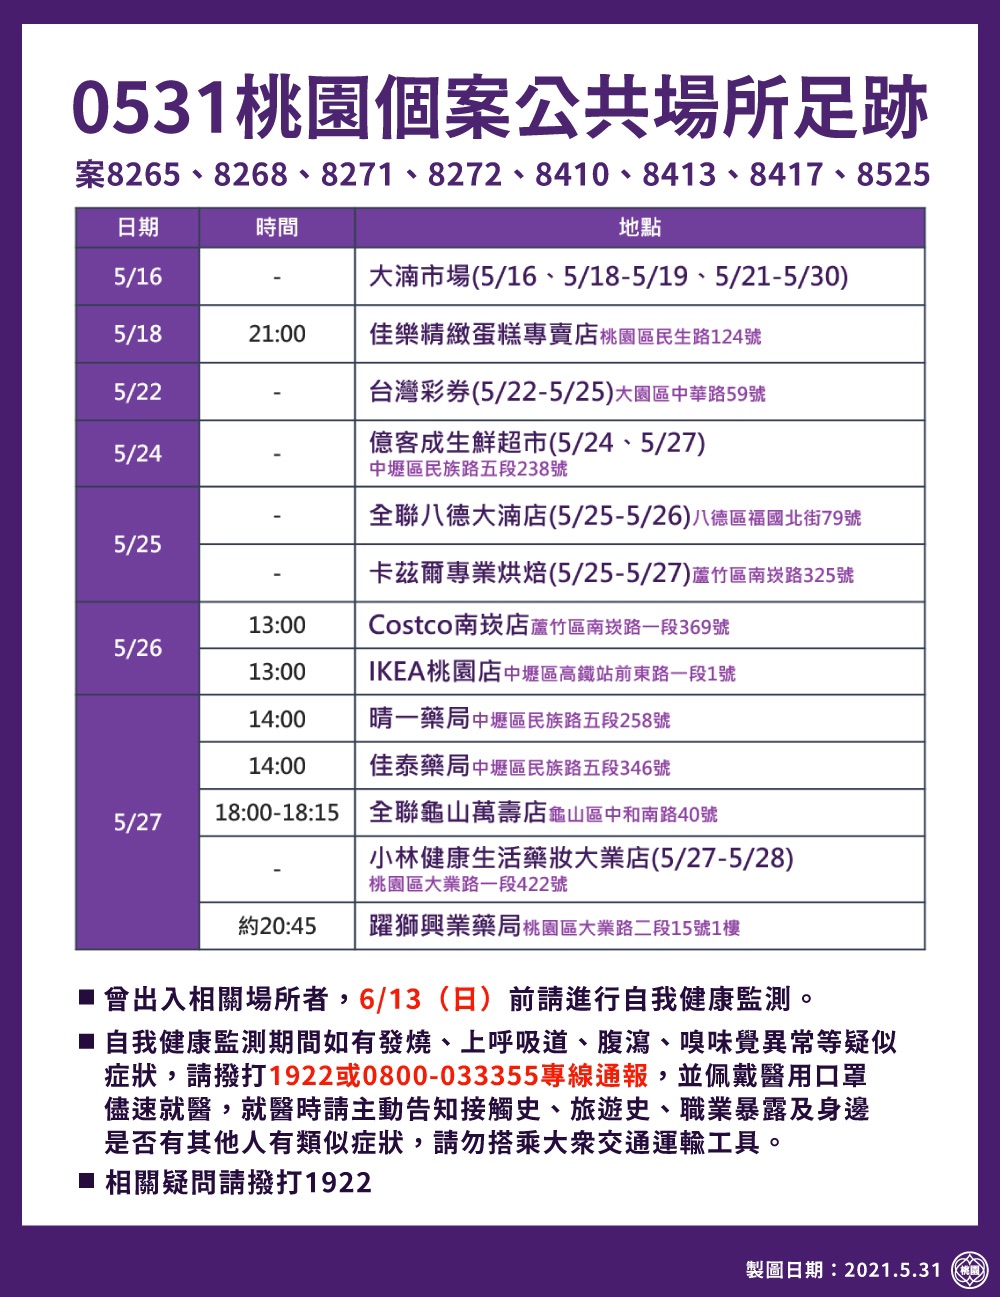 0531桃園個案公共場所足跡
案8265、8268、8271、8272、8410、8413、8417、8525
日期 時間 地點
5/16 - 大湳市場(5/16、5/18-5/19、5/21-5/30)
5/18 21:00 佳樂精緻蛋糕專賣店桃園區民生路124號
5/22 - 台灣彩券(5/22-5/25)大園區中華路59號
5/24 - 億客成生鮮超市(5/24、5/27)
中壢區民族路五段238號
5/25 - 全聯八德大湳店(5/25-5/26)八德區福國北街79號
- 卡茲爾專業烘焙(5/25-5/27)蘆竹區南崁路325號
5/26 13:00 Costco南崁店蘆竹區南崁路一段369號
13:00 IKEA桃園店中壢區高鐵站前東路一段1號
5/27 14:00 晴一藥局中壢區民族路五段258號
14:00 佳泰藥局中壢區民族路五段346號
18:00-18:15 全聯龜山萬壽店龜山區中和南路40號
- 小林健康生活藥妝大業店(5/27-5/28)
桃園區大業路一段422號
約20:45 躍獅興業藥局桃園區大業路二段15號1樓
■ 曾出入相關場所者，6/13（日）前請進行自我健康監測。
■ 自我健康監測期間如有發燒、上呼吸道、腹瀉、嗅味覺異常等疑似
症狀，請撥打1922或0800-033355專線通報，並佩戴醫用口罩
儘速就醫，就醫時請主動告知接觸史、旅遊史、職業暴露及身邊
是否有其他人有類似症狀，請勿搭乘大眾交通運輸工具。
■ 相關疑問請撥打1922
製圖日期：2021.5.31 桃園